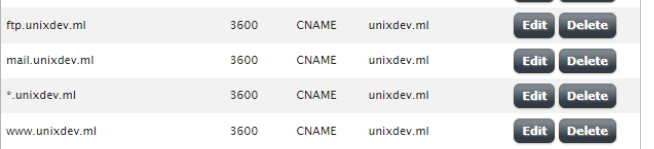 ftp.unixdev.ml 3600 CNAME unixdev.ml Edit Delete
mail.unixdev.ml 3600 CNAME unixdev.ml Edit Delete
*.unixdev.ml 3600 CNAME unixdev.ml Edit Delete
www.unixdev.ml 3600 CNAME unixdev.ml Edit Delete